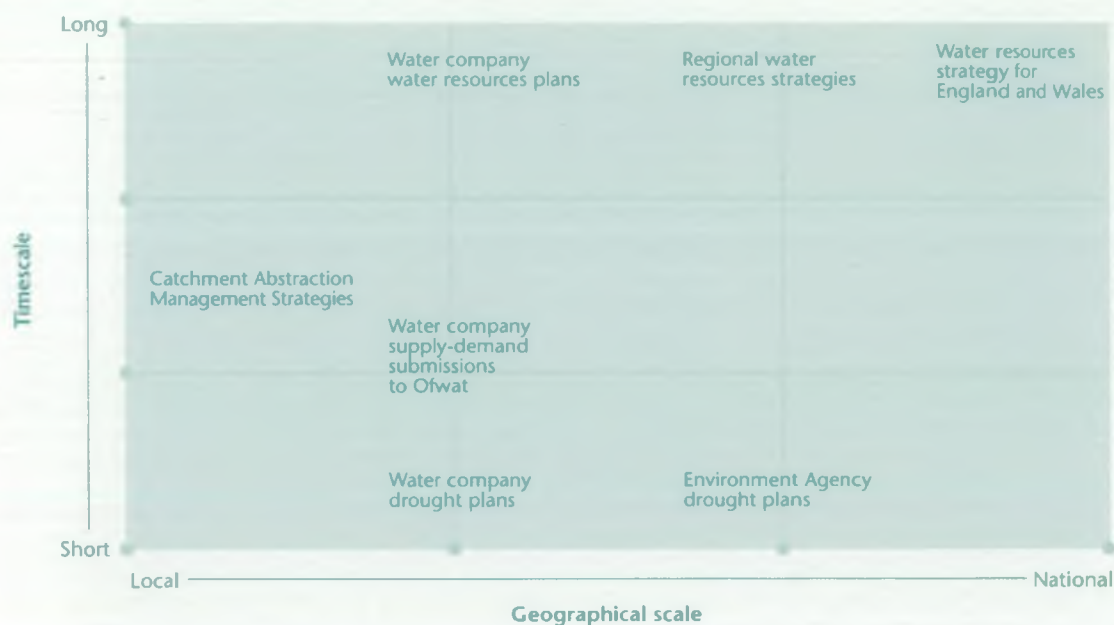 Long
Water company
water resources plans
Regional water
resources strategies
Water resources
strategy for
England and Wales
Timescale
Catchment Abstraction
Management Strategies
Water company
supply-demand
submissions
to Ofwat
Water company
drought plans
Environment Agency
drought plans
Short
Local
National
Geographical scale